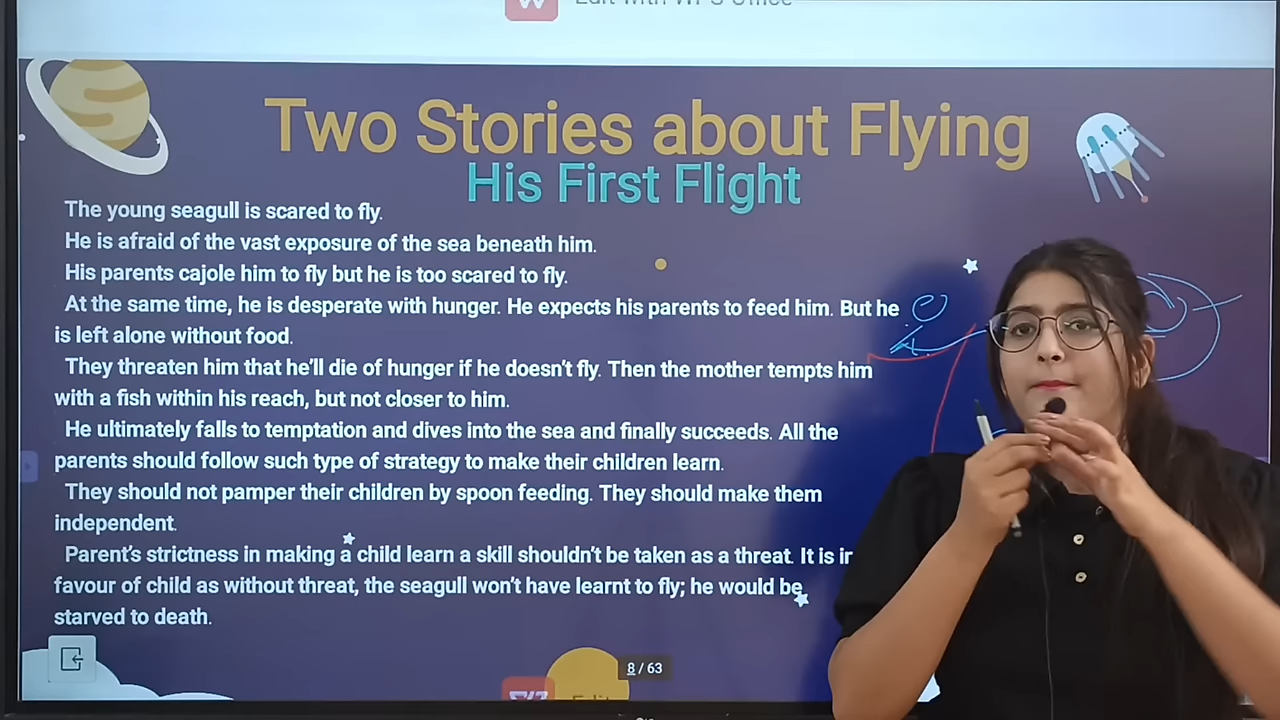 Edit with WPS Office
Two Stories about Flying
His First Flight
The young seagull is scared to fly.
He is afraid of the vast exposure of the sea beneath him.
His parents cajole him to fly but he is too scared to fly.
At the same time, he is desperate with hunger. He expects his parents to feed him. But he
is left alone without food.
They threaten him that he'll die of hunger if he doesn't fly. Then the mother tempts him
with a fish within his reach, but not closer to him.
He ultimately falls to temptation and dives into the sea and finally succeeds. All the
parents should follow such type of strategy to make their children learn.
They should not pamper their children by spoon feeding. They should make them
independent.
Parent's strictness in making a child learn a skill shouldn't be taken as a threat. It is
favour of child as without threat, the seagull won't have learnt to fly; he would be
starved to death.
8 / 63
Edit